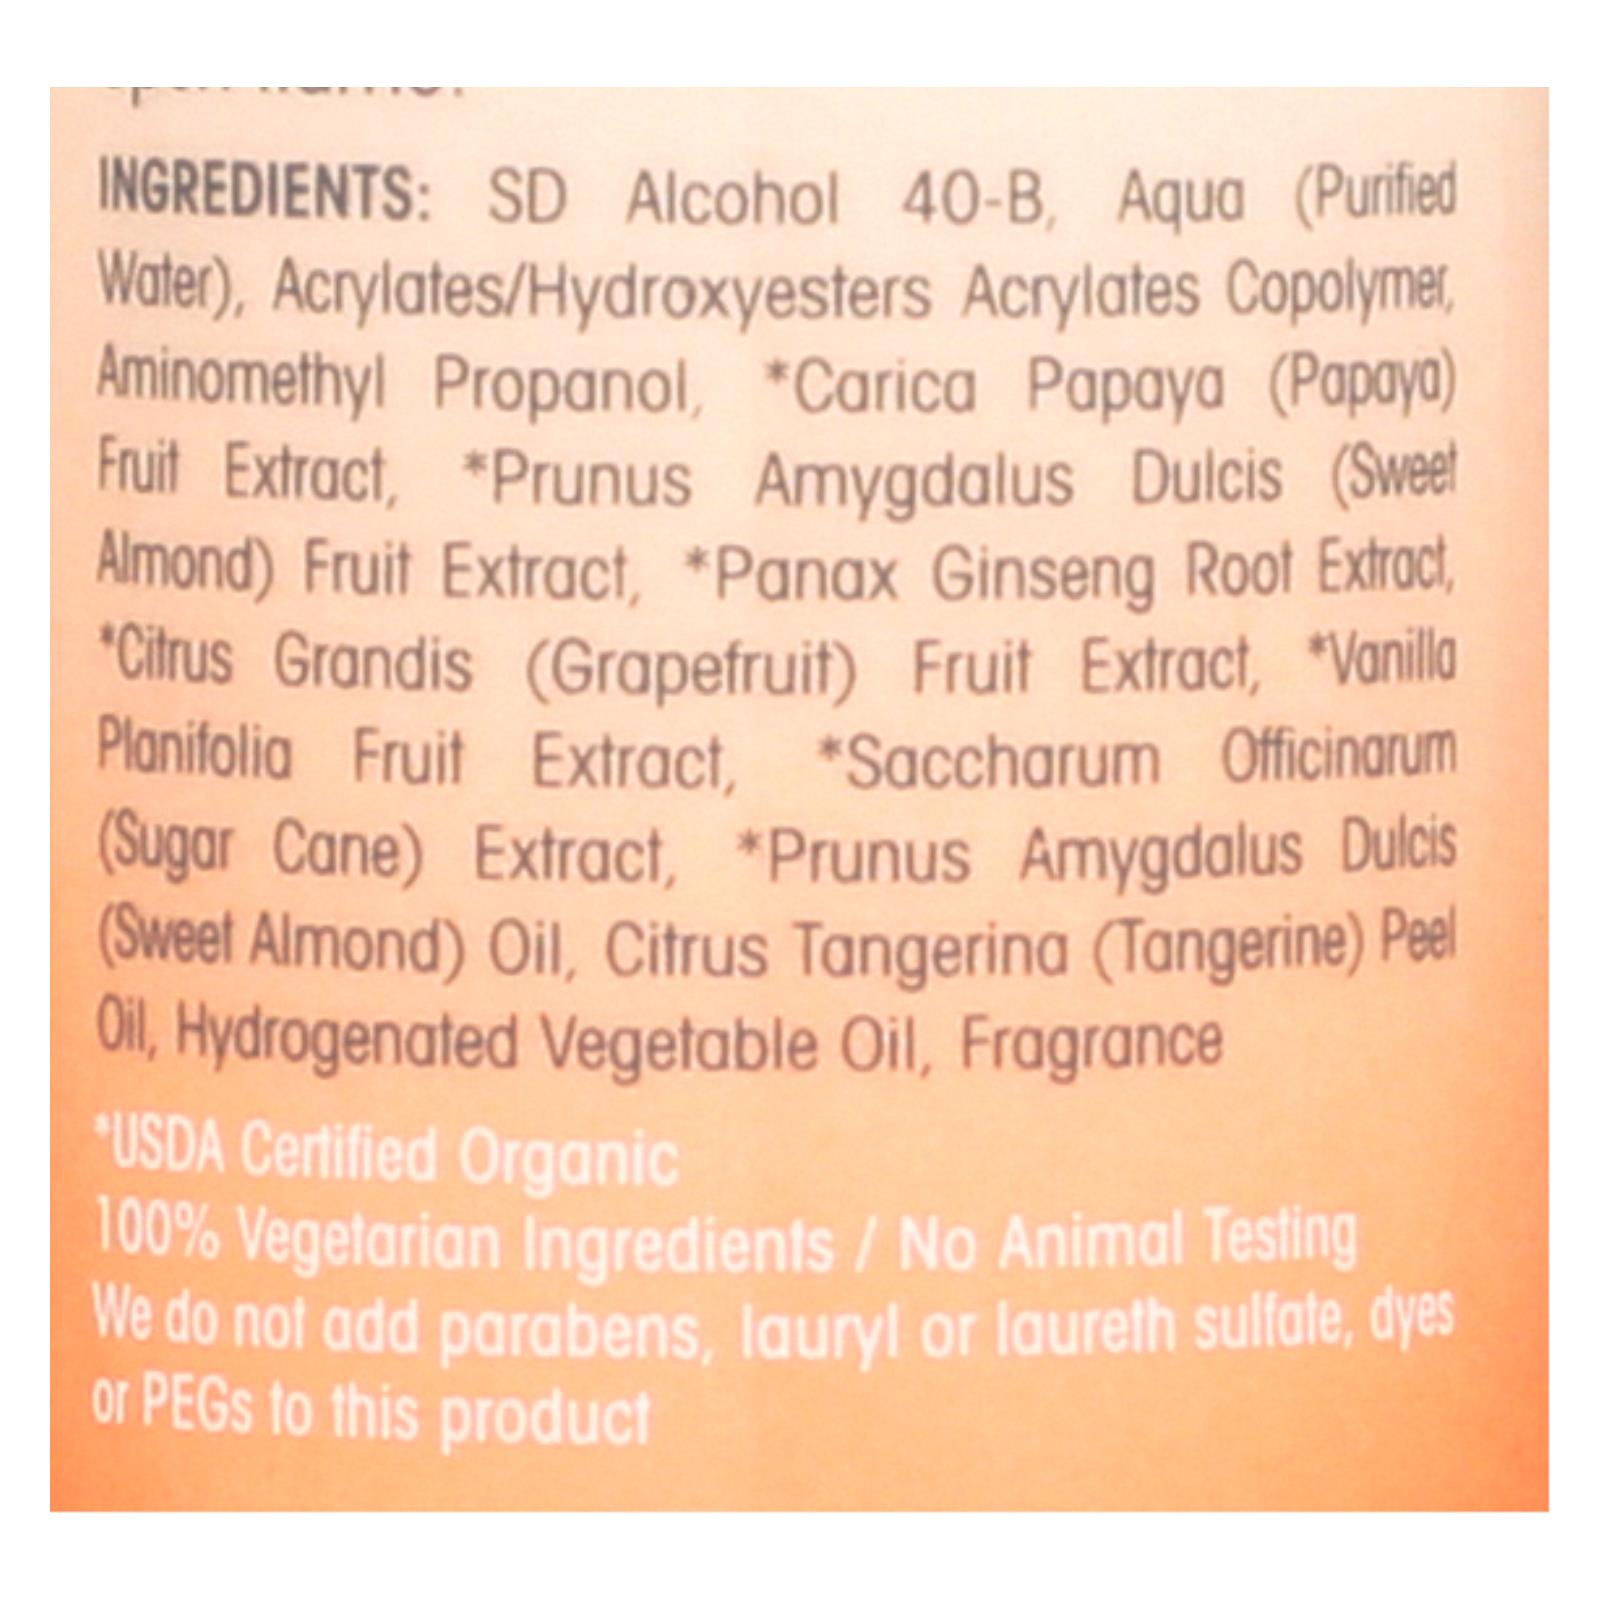 open flame.
INGREDIENTS: SD Alcohol 40-B, Aqua (Purified
Water), Acrylates/Hydroxyesters Acrylates Copolymer,
Aminomethyl Propanol, *Carica Papaya (Papaya)
Fruit Extract, *Prunus Amygdalus Dulcis (Sweet
Almond) Fruit Extract, *Panax Ginseng Root Extract,
*Citrus Grandis (Grapefruit) Fruit Extract, *Vanilla
Planifolia Fruit Extract, *Saccharum Officinarum
(Sugar Cane) Extract, *Prunus Amygdalus Dulcis
(Sweet Almond) Oil, Citrus Tangerina (Tangerine) Peel
Oil, Hydrogenated Vegetable Oil, Fragrance
*USDA Certified Organic
100% Vegetarian Ingredients / No Animal Testing
We do not add parabens, lauryl or laureth sulfate, dyes
or PEGs to this product